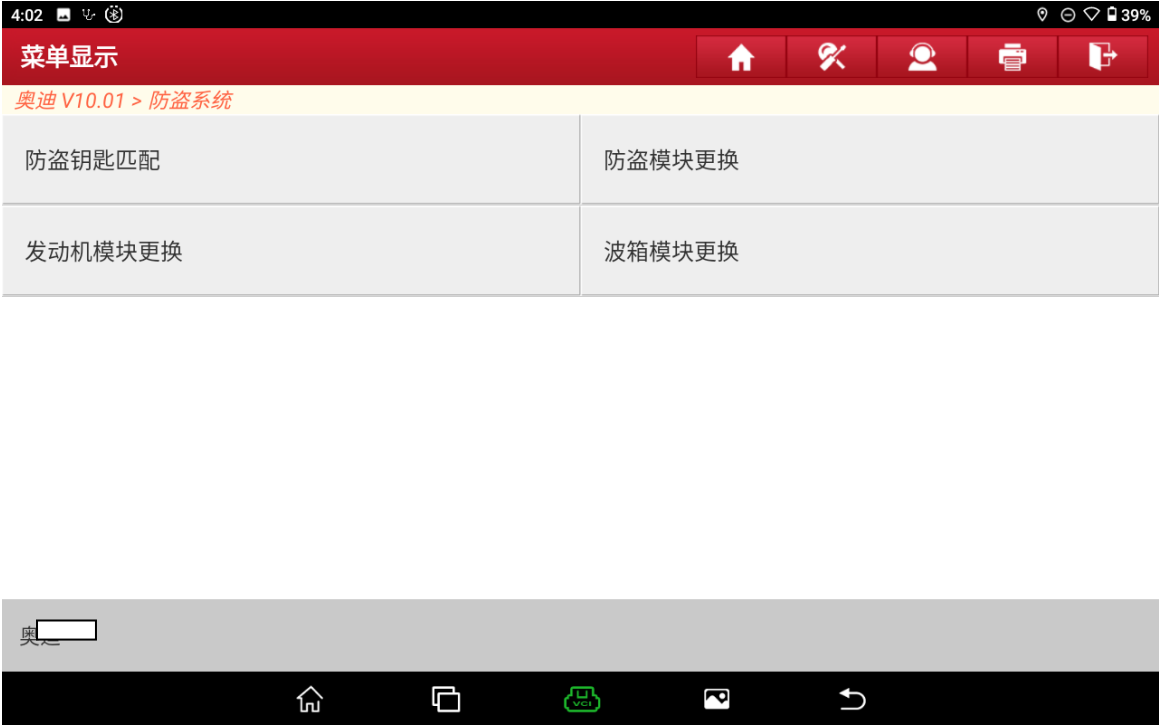 4:02
39%
菜单显示
奥迪 V10.01 > 防盗系统
防盗钥匙匹配
防盗模块更换
发动机模块更换
波箱模块更换
VCI